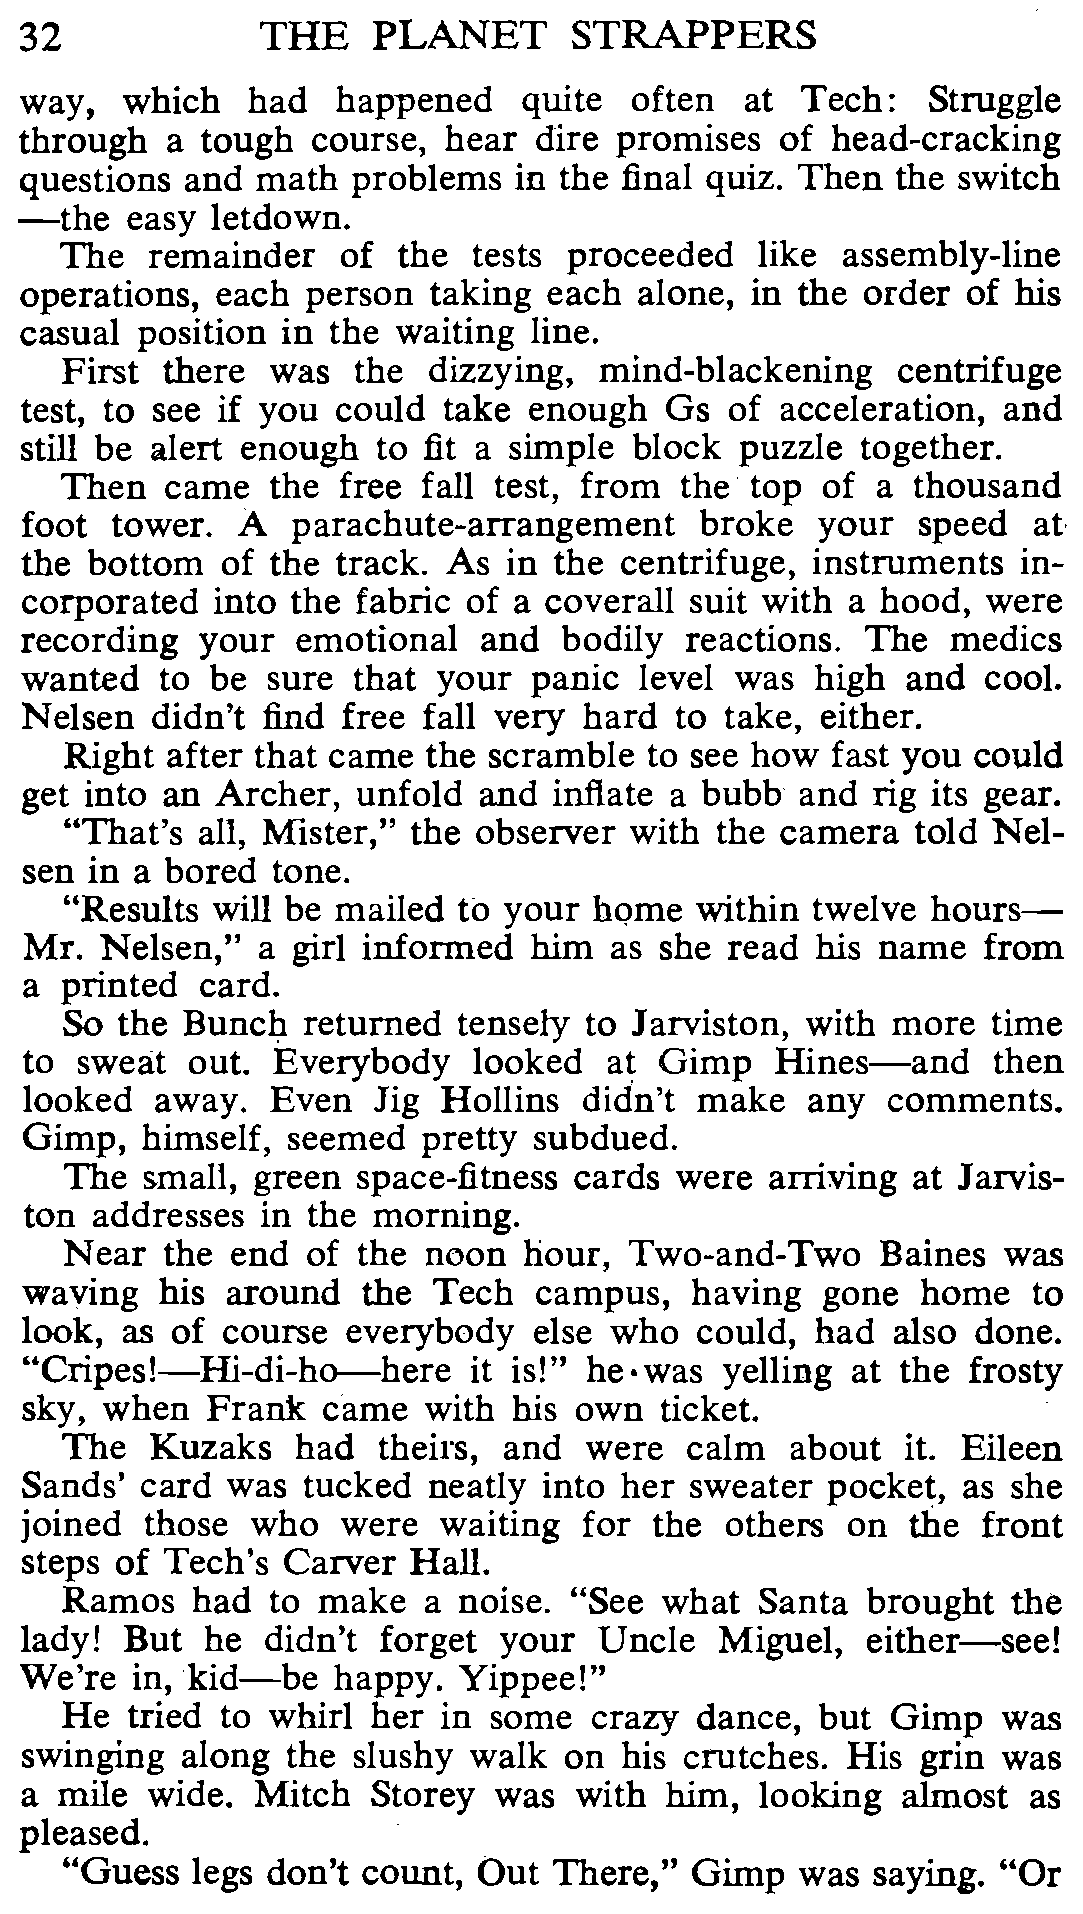 32 THE PLANET STRAPPERS
way, which had happened quite often at Tech: Struggle
through a tough course, hear dire promises of head-cracking
questions and math problems in the final quiz. Then the switch
—the easy letdown.
The remainder of the tests proceeded like assembly-line
operations, each person taking each alone, in the order of his
casual position in the waiting line.
First there was the dizzying, mind-blackening centrifuge
test, to see if you could take enough Gs of acceleration, and
still be alert enough to fit a simple block puzzle together.
Then came the free fall test, from the top of a thousand
foot tower. A parachute-arrangement broke your speed at
the bottom of the track. As in the centrifuge, instruments in-
corporated into the fabric of a coverall suit with a hood, were
recording your emotional and bodily reactions. The medics
wanted to be sure that your panic level was high and cool.
Nelsen didn't find free fall very hard to take, either.
Right after that came the scramble to see how fast you could
get into an Archer, unfold and inflate a bubb and rig its gear.
“That's all, Mister,” the observer with the camera told Nel-
sen in a bored tone.
“Results will be mailed to your home within twelve hours—
Mr. Nelsen,” a girl informed him as she read his name from
a printed card.
So the Bunch returned tensely to Jarviston, with more time
to sweat out. Everybody looked at Gimp Hines—and then
looked away. Even Jig Hollins didn't make any comments.
Gimp, himself, seemed pretty subdued.
The small, green space-fitness cards were arriving at Jarvis-
ton addresses in the morning.
Near the end of the noon hour, Two-and-Two Baines was
waving his around the Tech campus, having gone home to
look, as of course everybody else who could, had also done.
“Cripes!—Hi-di-ho—here it is!” he was yelling at the frosty
sky, when Frank came with his own ticket.
The Kuzaks had theirs, and were calm about it. Eileen
Sands' card was tucked neatly into her sweater pocket, as she
joined those who were waiting for the others on the front
steps of Tech's Carver Hall.
Ramos had to make a noise. “See what Santa brought the
lady! But he didn't forget your Uncle Miguel, either—see!
We're in, kid—be happy. Yippee!”
He tried to whirl her in some crazy dance, but Gimp was
swinging along the slushy walk on his crutches. His grin was
a mile wide. Mitch Storey was with him, looking almost as
pleased.
“Guess legs don't count, Out There,” Gimp was saying. “Or